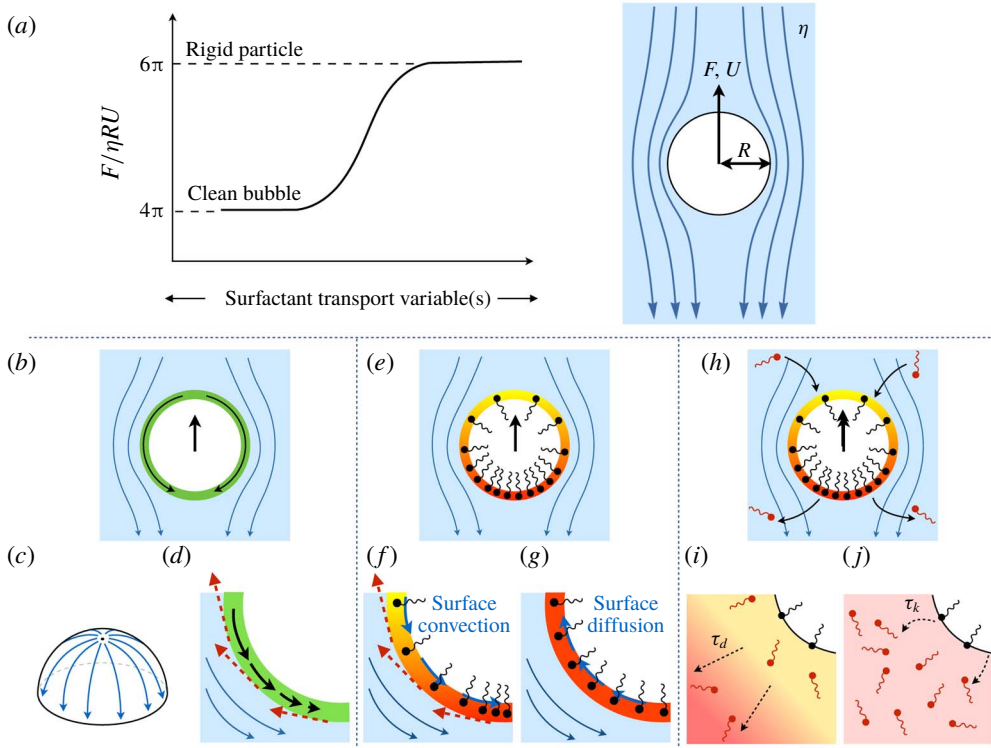 (a)
Rigid particle
6π
F/ηRU
Clean bubble
4π
Surfactant transport variable(s)
η
F, U
R
(b)
(e)
(h)
(c)
(d)
(f)
(g)
(i)
(j)
Surface
convection
Surface
diffusion
τd
τk